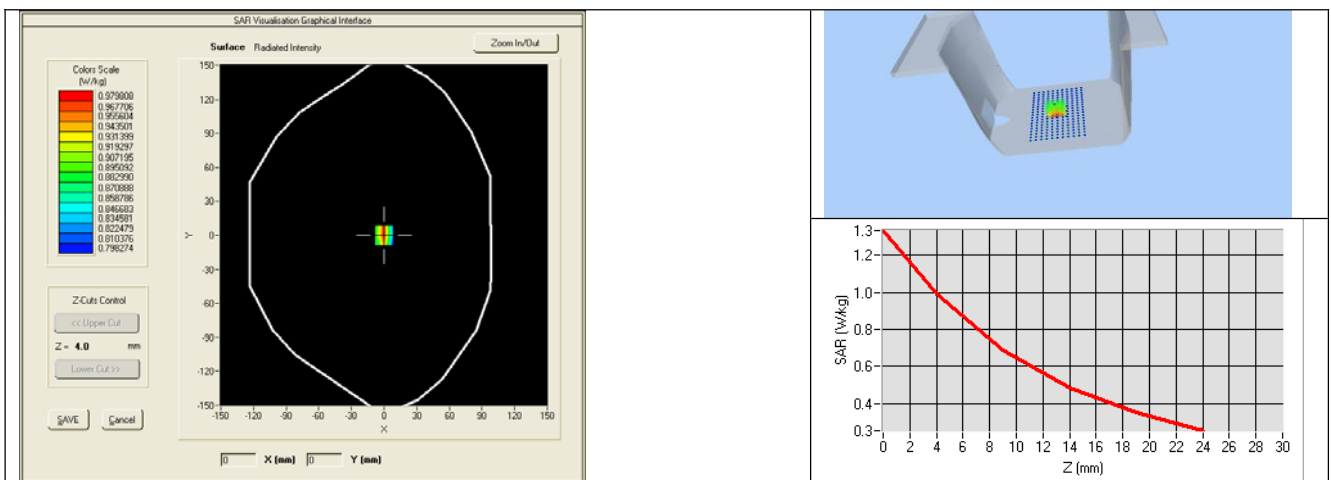 SAR Visualisation Graphical Interface
Surface Radiated Intensity
Zoom In/Out
Colors Scale
(W/kg)
0.979808
0.967706
0.955604
0.943501
0.931399
0.919297
0.907195
0.895092
0.882990
0.870888
0.858786
0.846683
0.834581
0.822479
0.810376
0.798274
Z-Cuts Control
<< Upper Cut
Z = 4.0 mm
Lower Cut >>
SAVE Cancel
150
120
90
60
30
0
-30
-60
-90
-120
-150
Y
-150 -120 -90 -60 -30 0 30 60 90 120 150
X
0 X (mm) 0 Y (mm)
1.3
1.2
1.0
0.8
0.6
0.4
0.3
SAR (W/kg)
0 2 4 6 8 10 12 14 16 18 20 22 24 26 28 30
Z (mm)